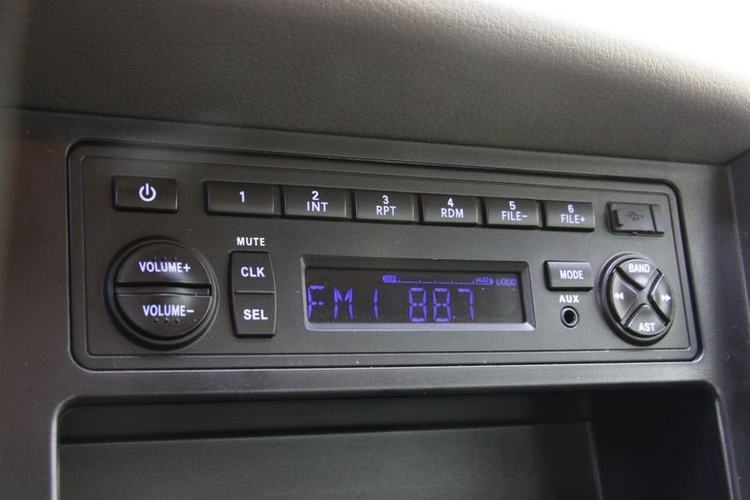 1
2
INT
3
RPT
4
RDM
5
FILE-
6
FILE+
MUTE
VOLUME+
VOLUME-
CLK
SEL
LOUD
FM1 88.7
MODE
AUX
BAND
AST